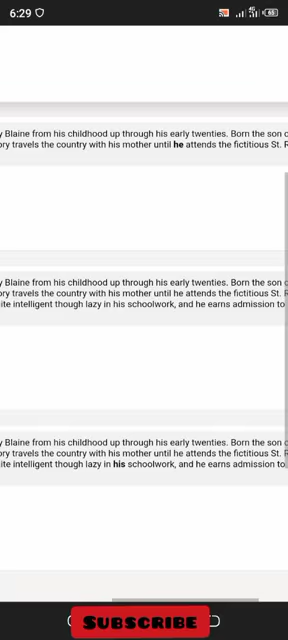 6:29
4G
65
y Blaine from his childhood up through his early twenties. Born the son o
ory travels the country with his mother until he attends the fictitious St. R
y Blaine from his childhood up through his early twenties. Born the son o
ory travels the country with his mother until he attends the fictitious St. R
ite intelligent though lazy in his schoolwork, and he earns admission to
y Blaine from his childhood up through his early twenties. Born the son o
ory travels the country with his mother until he attends the fictitious St. R
ite intelligent though lazy in his schoolwork, and he earns admission to
SUBSCRIBE